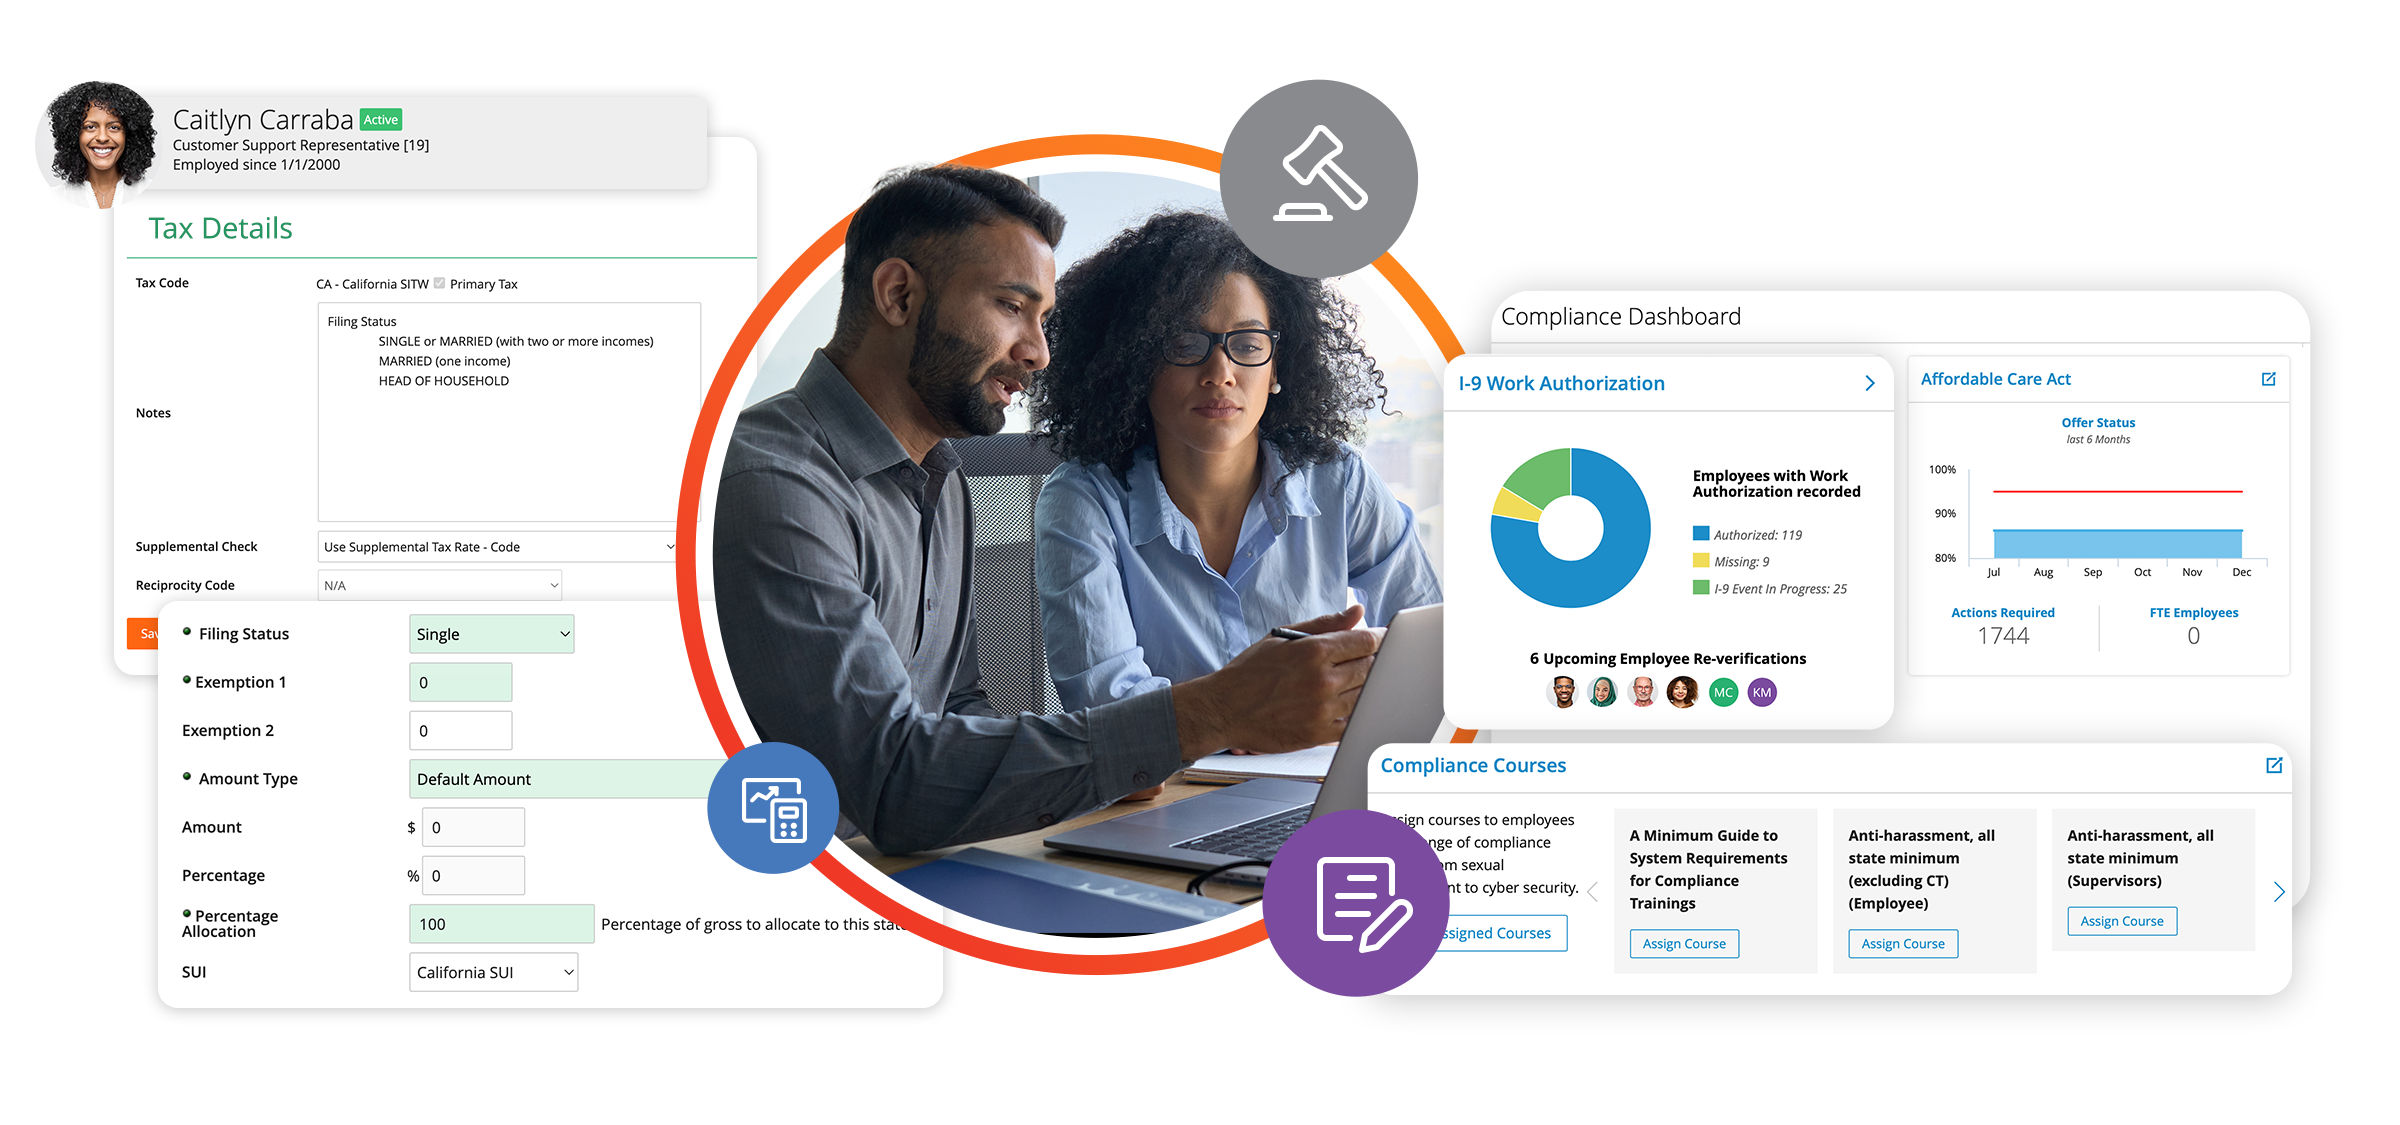 Caitlyn Carraba Active
Customer Support Representative [19]
Employed since 1/1/2000
Tax Details
Tax Code
CA - California SITW Primary Tax
Filing Status
SINGLE or MARRIED (with two or more incomes)
MARRIED (one income)
HEAD OF HOUSEHOLD
Notes
Supplemental Check
Use Supplemental Tax Rate - Code
Reciprocity Code
N/A
Filing Status
Single
Exemption 1
0
Exemption 2
0
Amount Type
Default Amount
Amount
$ 0
Percentage
% 0
Percentage
Allocation
100
Percentage of gross to allocate to this state
SUI
California SUI
Compliance Dashboard
I-9 Work Authorization
Employees with Work
Authorization recorded
Authorized: 119
Missing: 9
I-9 Event In Progress: 25
6 Upcoming Employee Re-verifications
MC
KM
Affordable Care Act
Offer Status
last 6 Months
100%
90%
80%
Jul Aug Sep Oct Nov Dec
Actions Required
1744
FTE Employees
0
Compliance Courses
courses to employees
of compliance
sexual
to cyber security.
Courses
A Minimum Guide to
System Requirements
for Compliance
Trainings
Assign Course
Anti-harassment, all
state minimum
(excluding CT)
(Employee)
Assign Course
Anti-harassment, all
state minimum
(Supervisors)
Assign Course